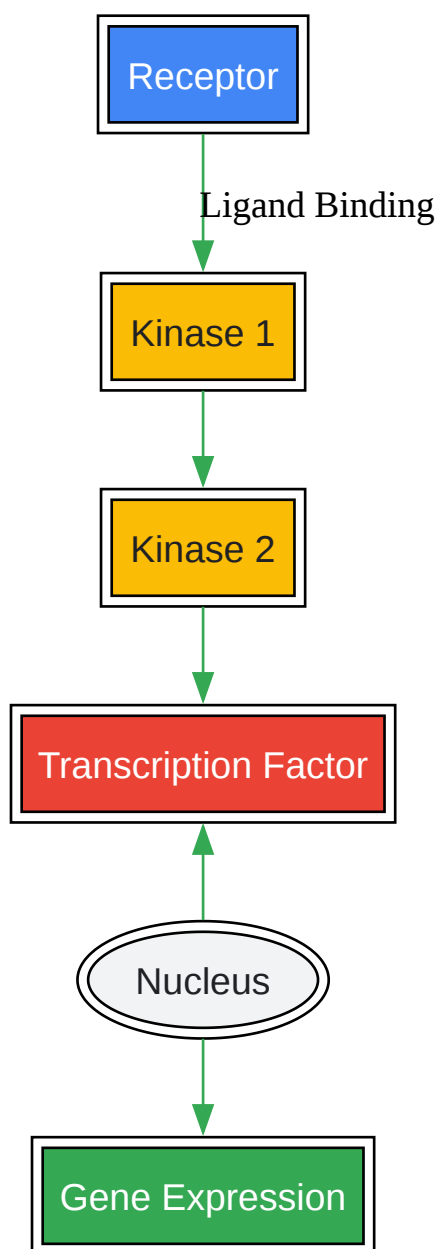 Receptor
Ligand Binding
Kinase 1
Kinase 2
Transcription Factor
Nucleus
Gene Expression